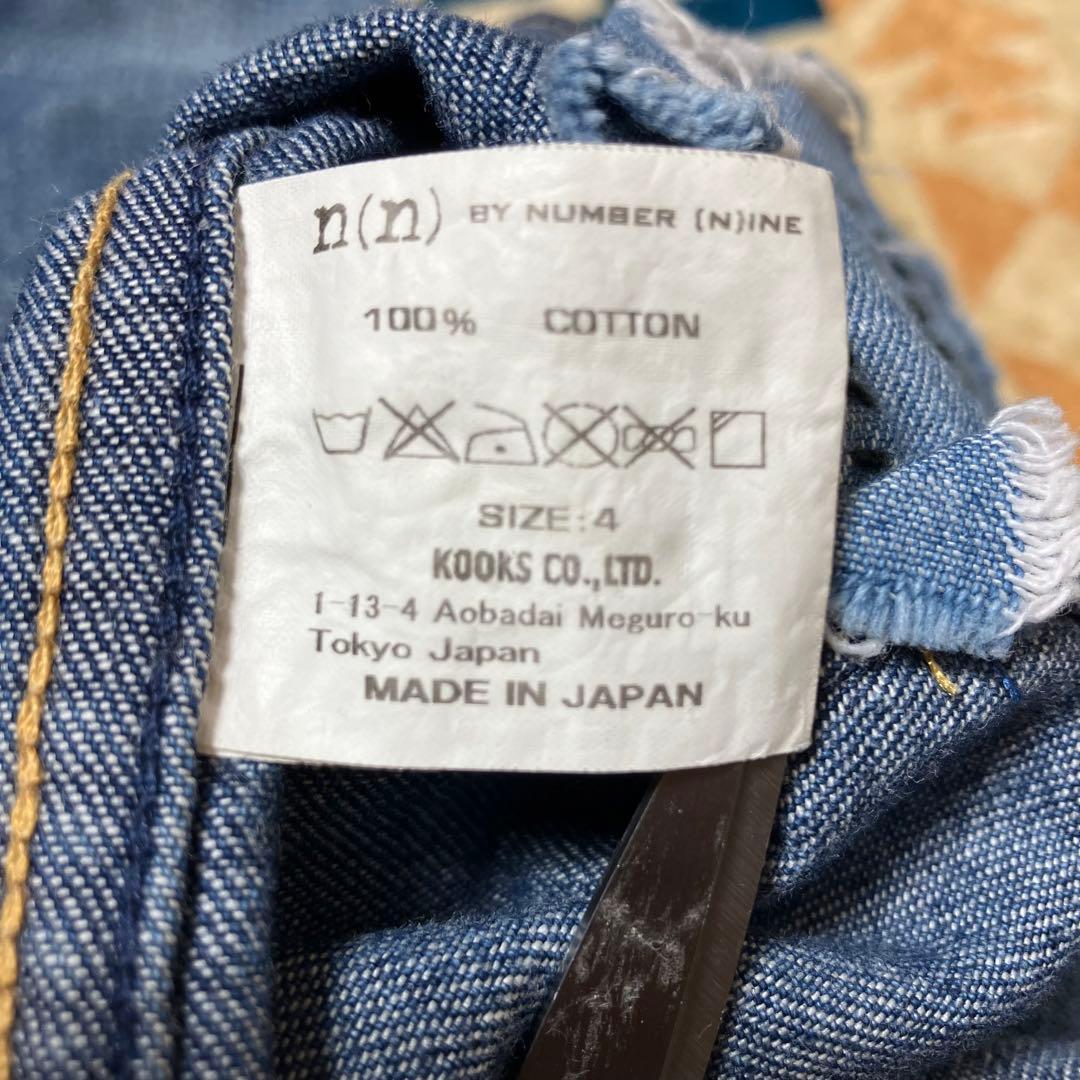 n(n) BY NUMBER (N)INE
100% COTTON
SIZE:4
KOOKS CO.,LTD.
1-13-4 Aobadai Meguro-ku
Tokyo Japan
MADE IN JAPAN